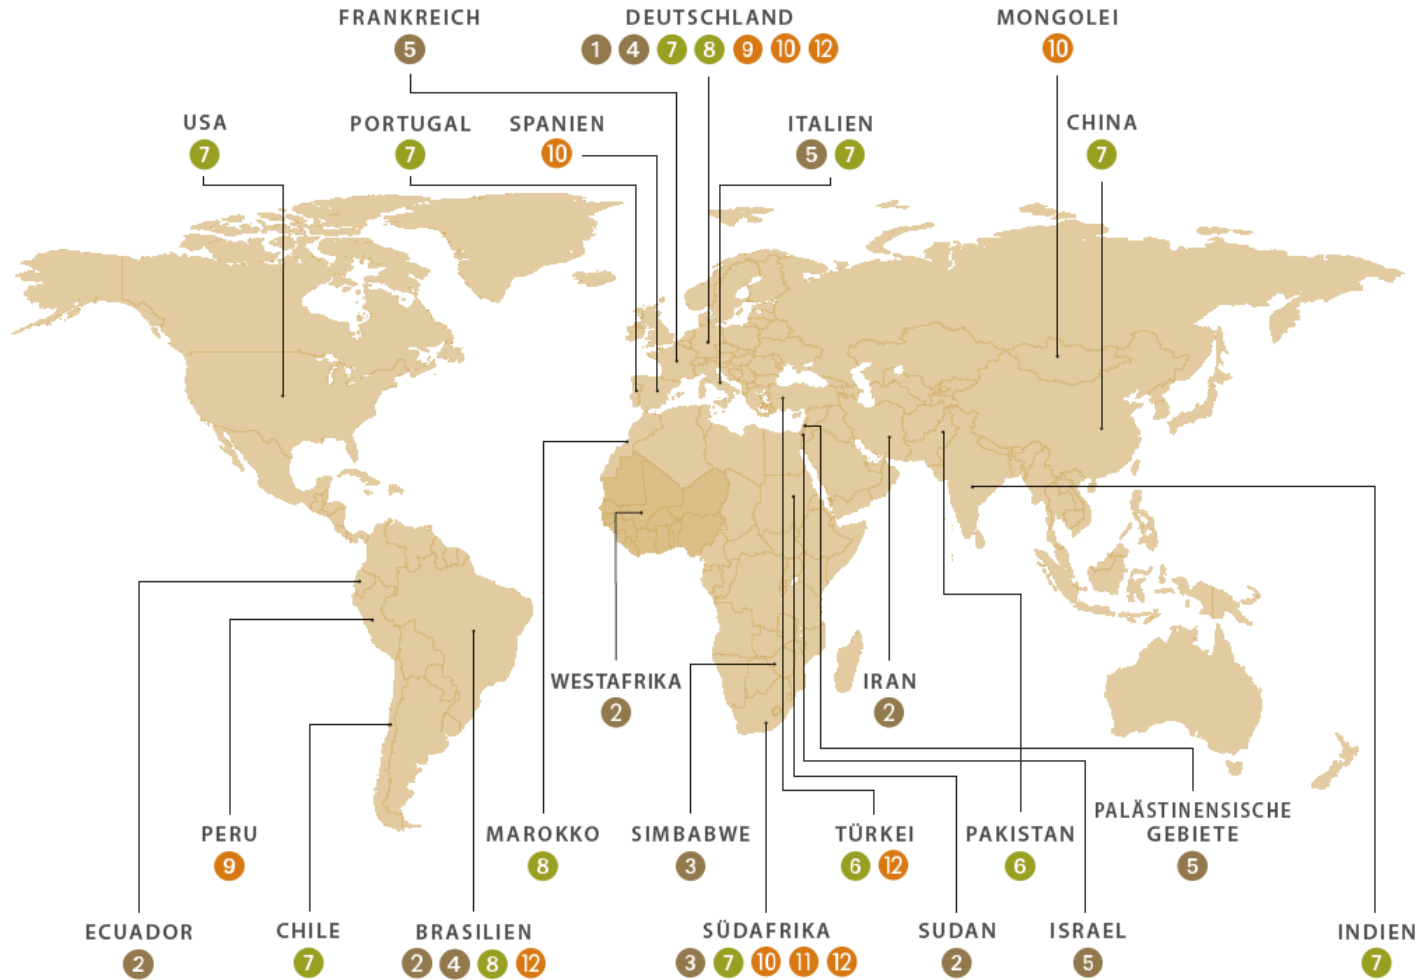 FRANKREICH
5
DEUTSCHLAND
1 4 7 8 9 10 12
MONGOLEI
10
USA
7
PORTUGAL
7
SPANIEN
10
ITALIEN
5 7
CHINA
7
WESTAFRIKA
2
IRAN
2
PERU
9
MAROKKO
8
SIMBABWE
3
TÜRKEI
6 12
PAKISTAN
6
PALÄSTINENSISCHE
GEBIETE
5
ECUADOR
2
CHILE
7
BRASILIEN
2 4 8 12
SÜDAFRIKA
3 7 10 11 12
SUDAN
2
ISRAEL
5
INDIEN
7